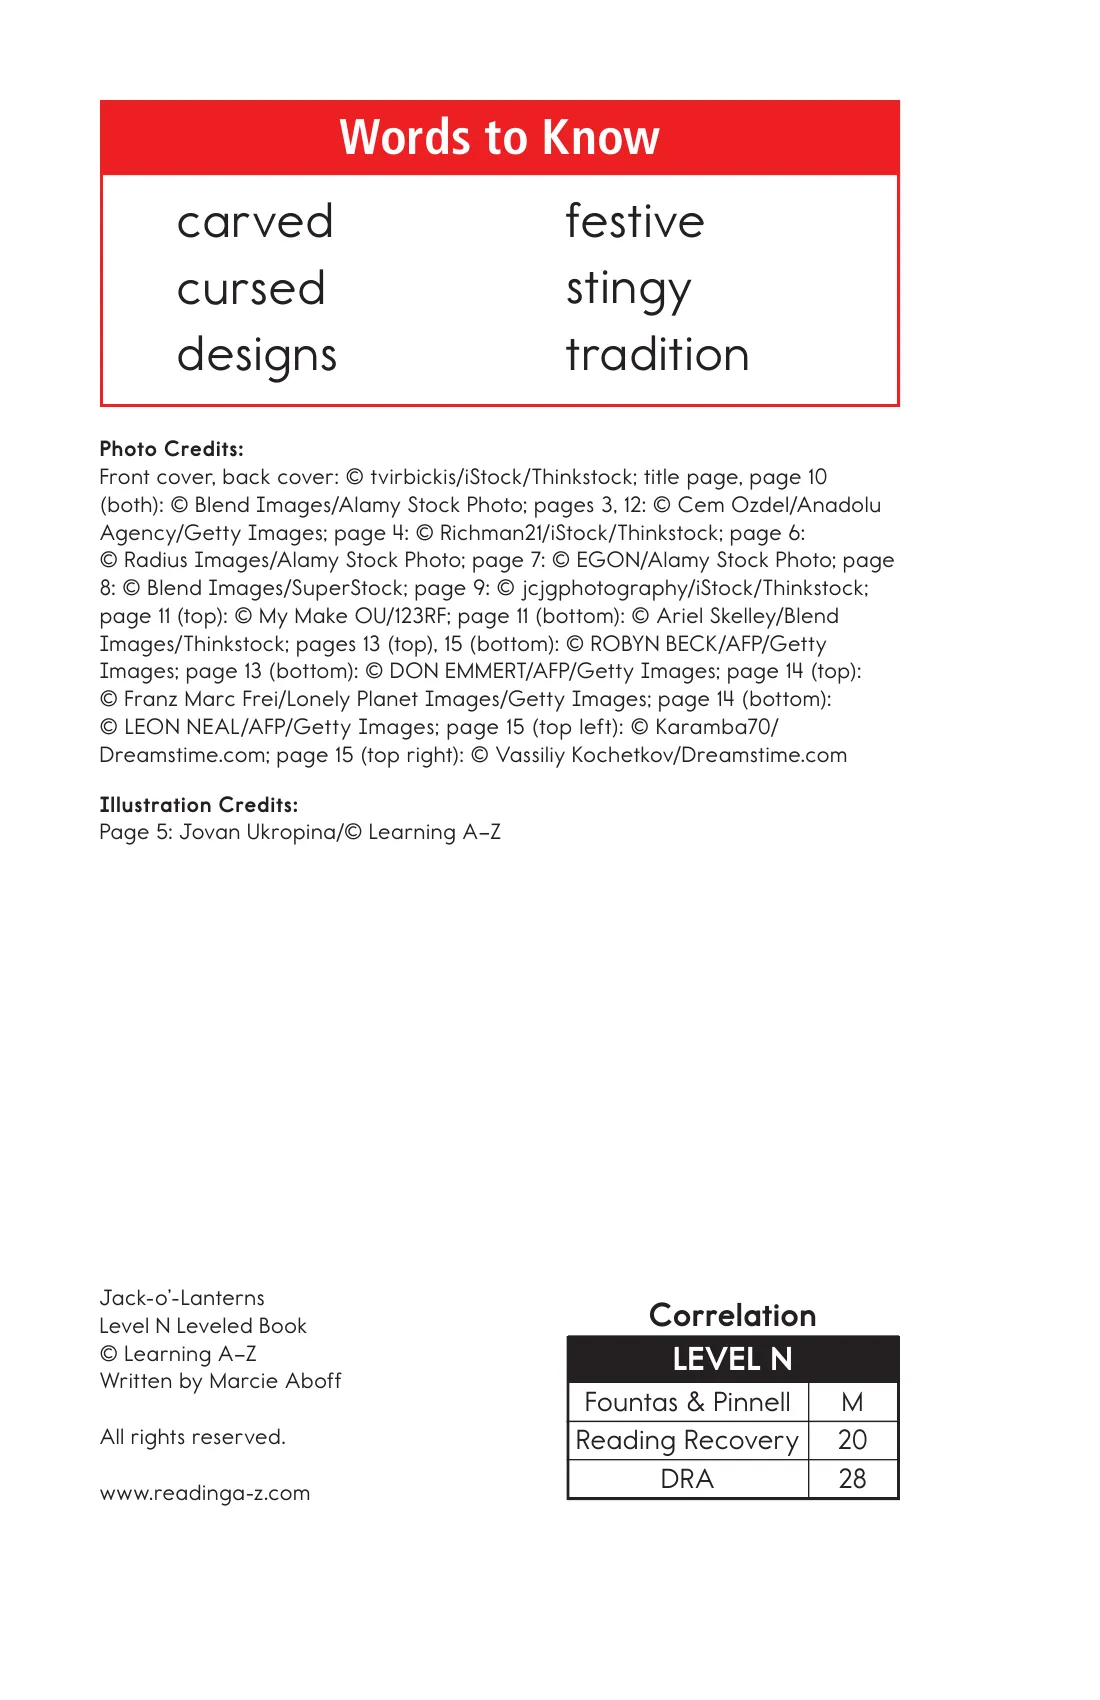 Words to Know
carved festive
cursed stingy
designs tradition
Photo Credits:
Front cover, back cover: © tvirbickis/iStock/Thinkstock; title page, page 10
(both): © Blend Images/Alamy Stock Photo; pages 3, 12: © Cem Ozdel/Anadolu
Agency/Getty Images; page 4: © Richman21/iStock/Thinkstock; page 6:
© Radius Images/Alamy Stock Photo; page 7: © EGON/Alamy Stock Photo; page
8: © Blend Images/SuperStock; page 9: © jcjgphotography/iStock/Thinkstock;
page 11 (top): © My Make OU/123RF; page 11 (bottom): © Ariel Skelley/Blend
Images/Thinkstock; pages 13 (top), 15 (bottom): © ROBYN BECK/AFP/Getty
Images; page 13 (bottom): © DON EMMERT/AFP/Getty Images; page 14 (top):
© Franz Marc Frei/Lonely Planet Images/Getty Images; page 14 (bottom):
© LEON NEAL/AFP/Getty Images; page 15 (top left): © Karamba70/
Dreamstime.com; page 15 (top right): © Vassiliy Kochetkov/Dreamstime.com
Illustration Credits:
Page 5: Jovan Ukropina/© Learning A–Z
Jack-o’-Lanterns
Level N Leveled Book
© Learning A–Z
Written by Marcie Aboff
All rights reserved.
www.readinga-z.com
Correlation
LEVEL N
Fountas & Pinnell M
Reading Recovery 20
DRA 28